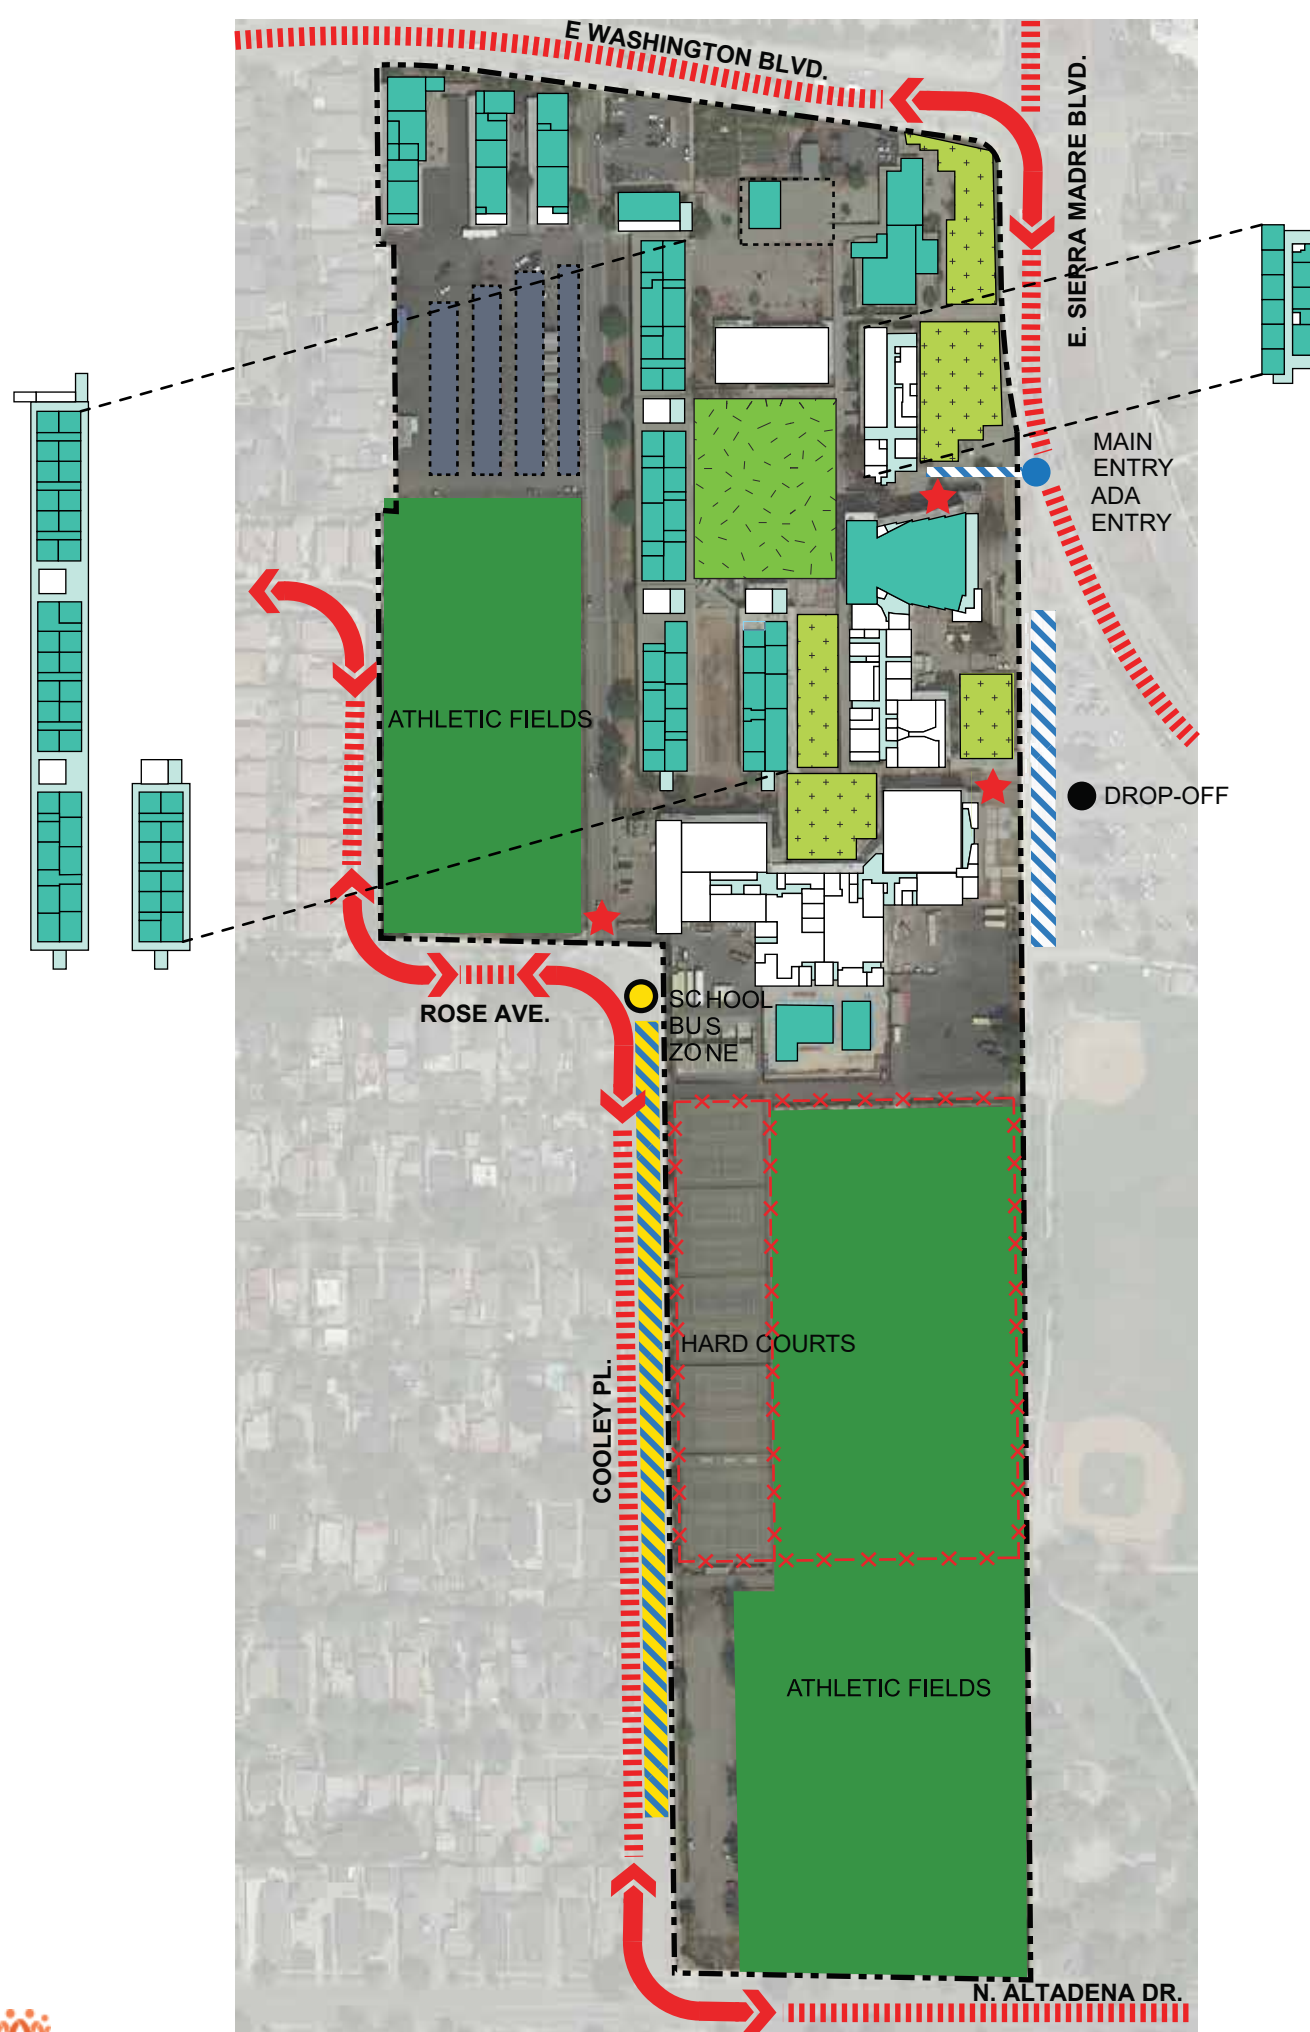 E WASHINGTON BLVD.
E. SIERRA MADRE BLVD.
MAIN
ENTRY
ADA
ENTRY
ATHLETIC FIELDS
DROP-OFF
SCHOOL
BUS
ZONE
ROSE AVE.
HARD COURTS
COOLEY PL.
ATHLETIC FIELDS
N. ALTADENA DR.